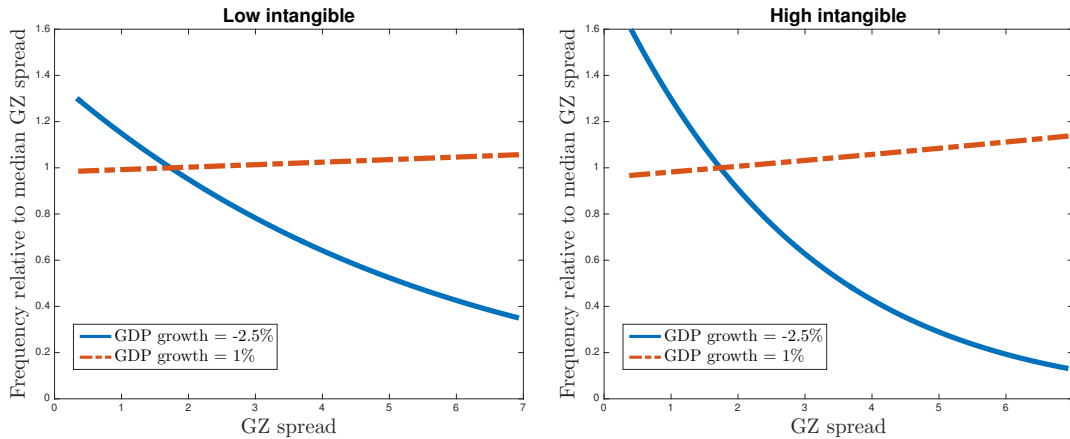 Low intangible
Frequency relative to median GZ spread
1.6
1.4
1.2
1
0.8
0.6
0.4
0.2
0
GDP growth = -2.5%
GDP growth = 1%
0 1 2 3 4 5 6 7
GZ spread
High intangible
Frequency relative to median GZ spread
1.6
1.4
1.2
1
0.8
0.6
0.4
0.2
0
GDP growth = -2.5%
GDP growth = 1%
0 1 2 3 4 5 6
GZ spread